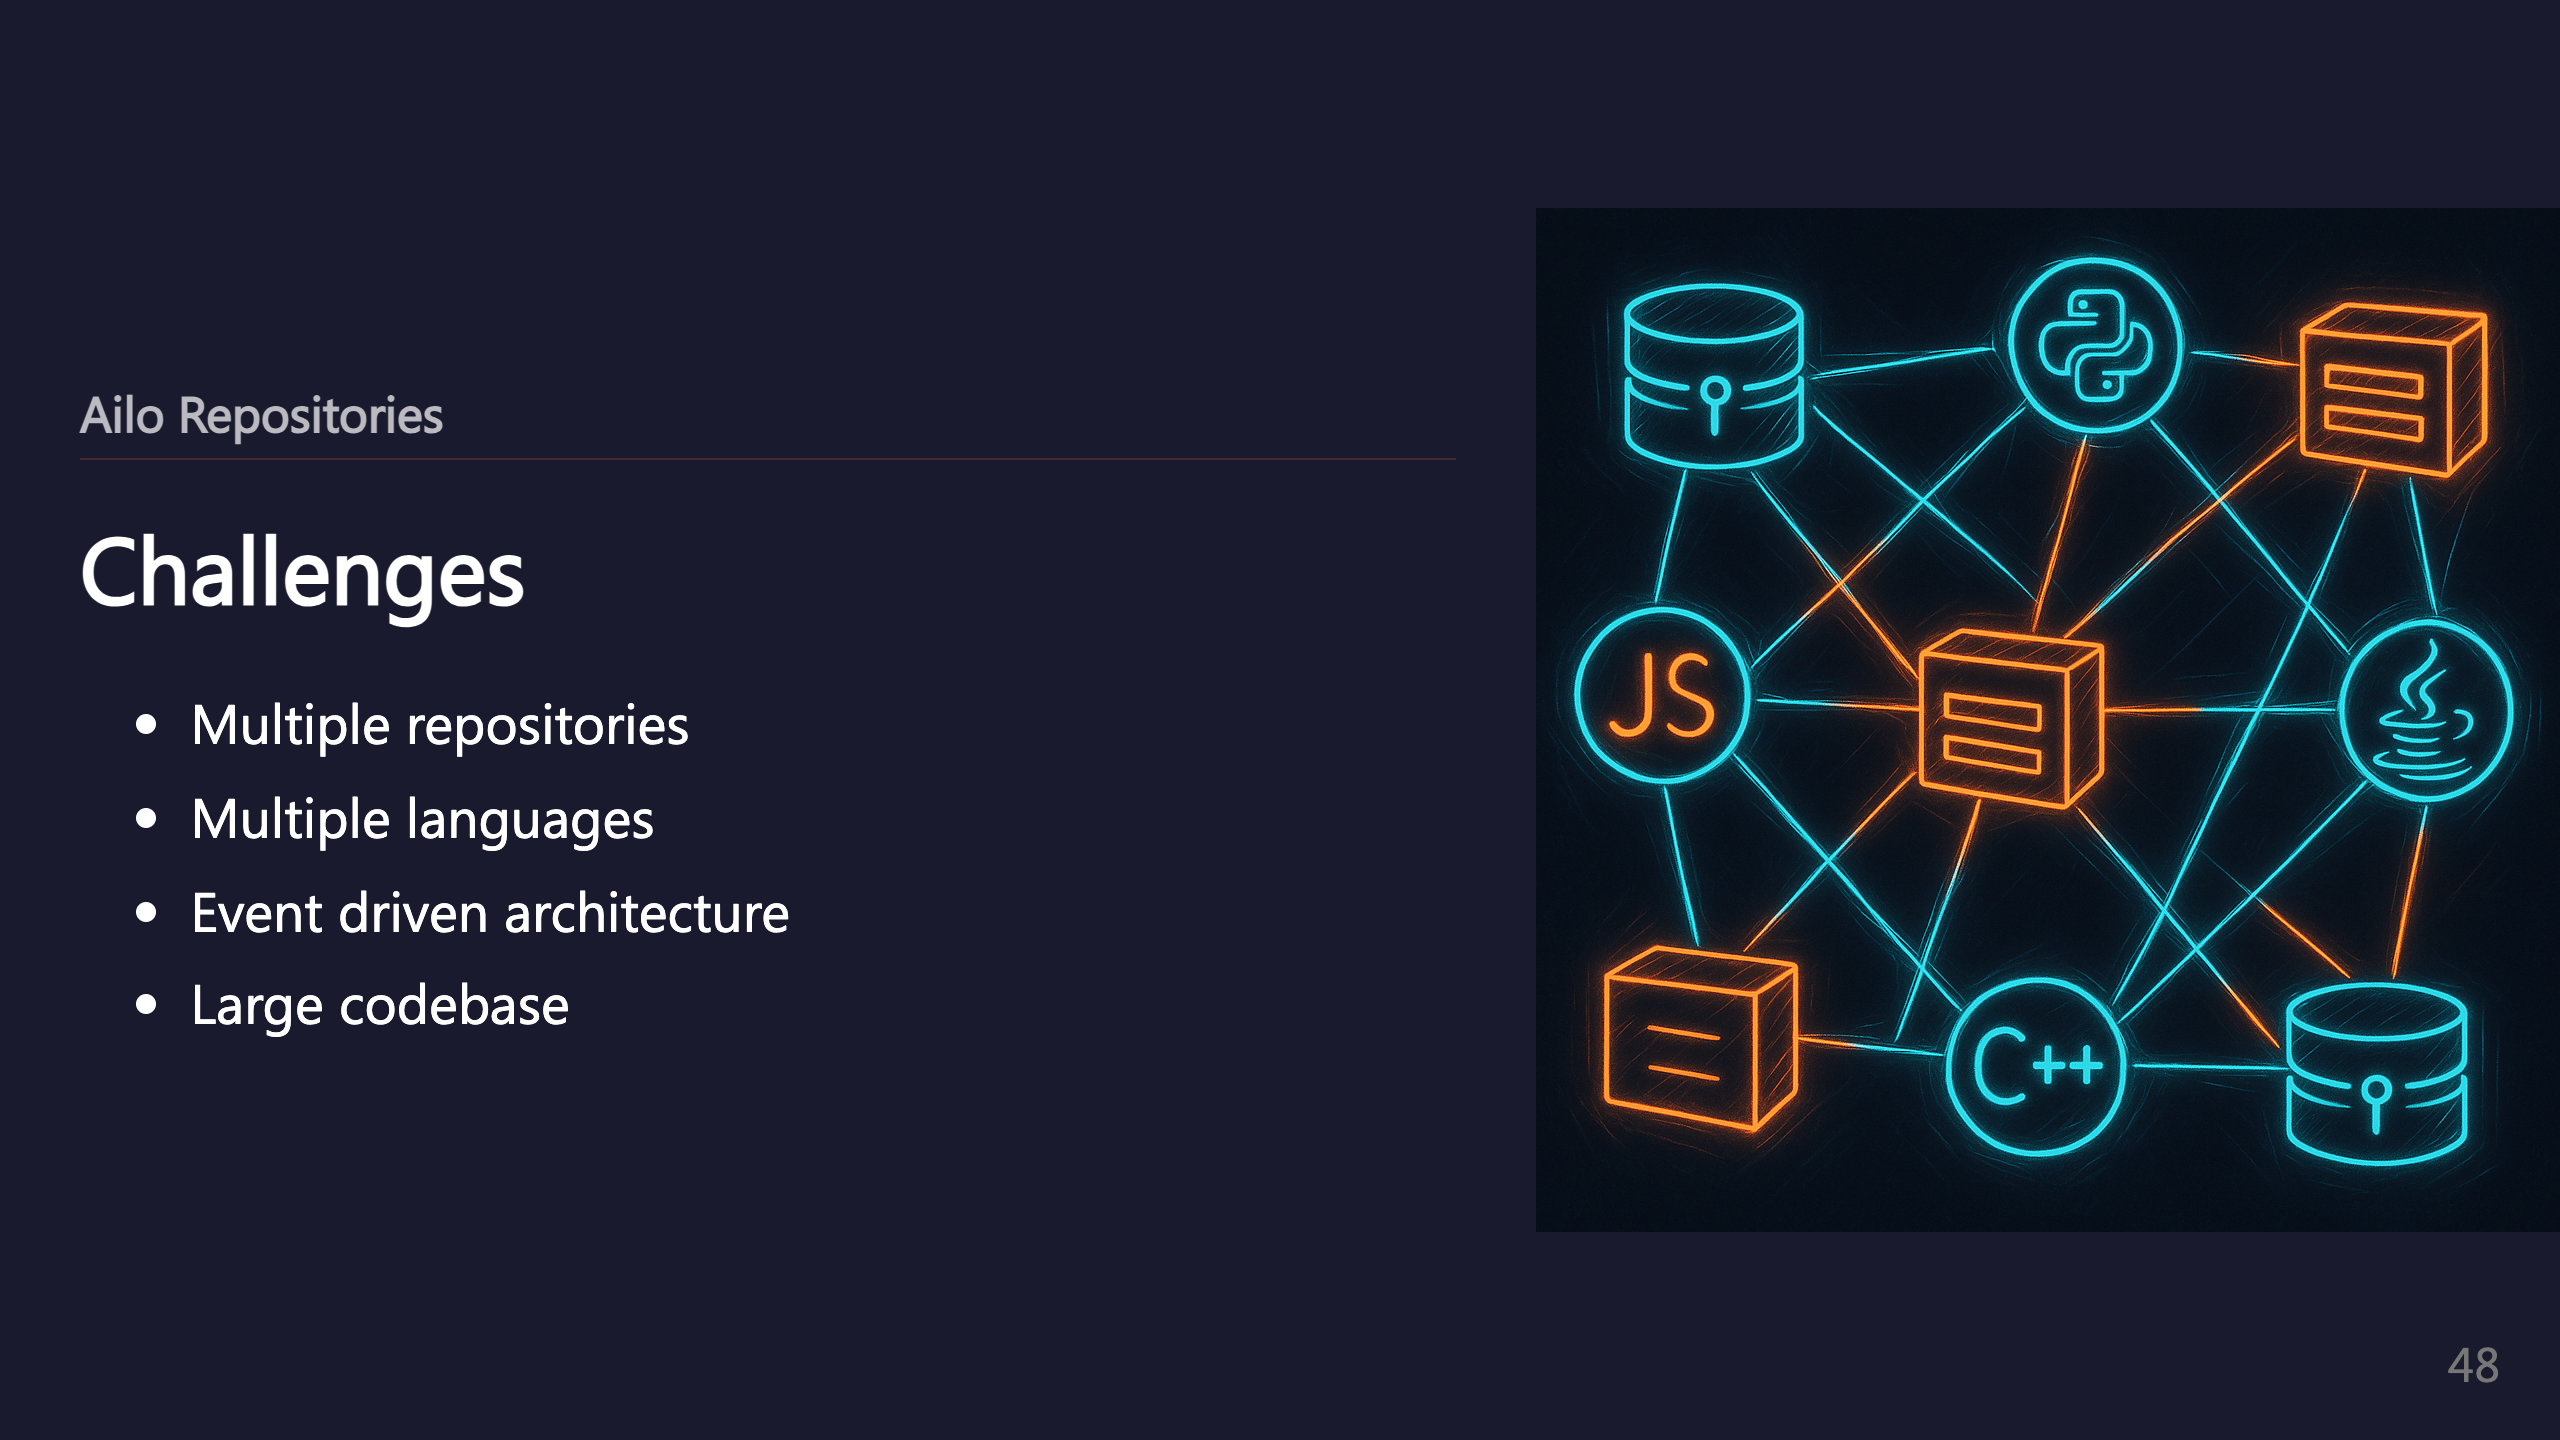 Ailo Repositories
Challenges
• Multiple repositories
• Multiple languages
• Event driven architecture
• Large codebase
JS
C++
48